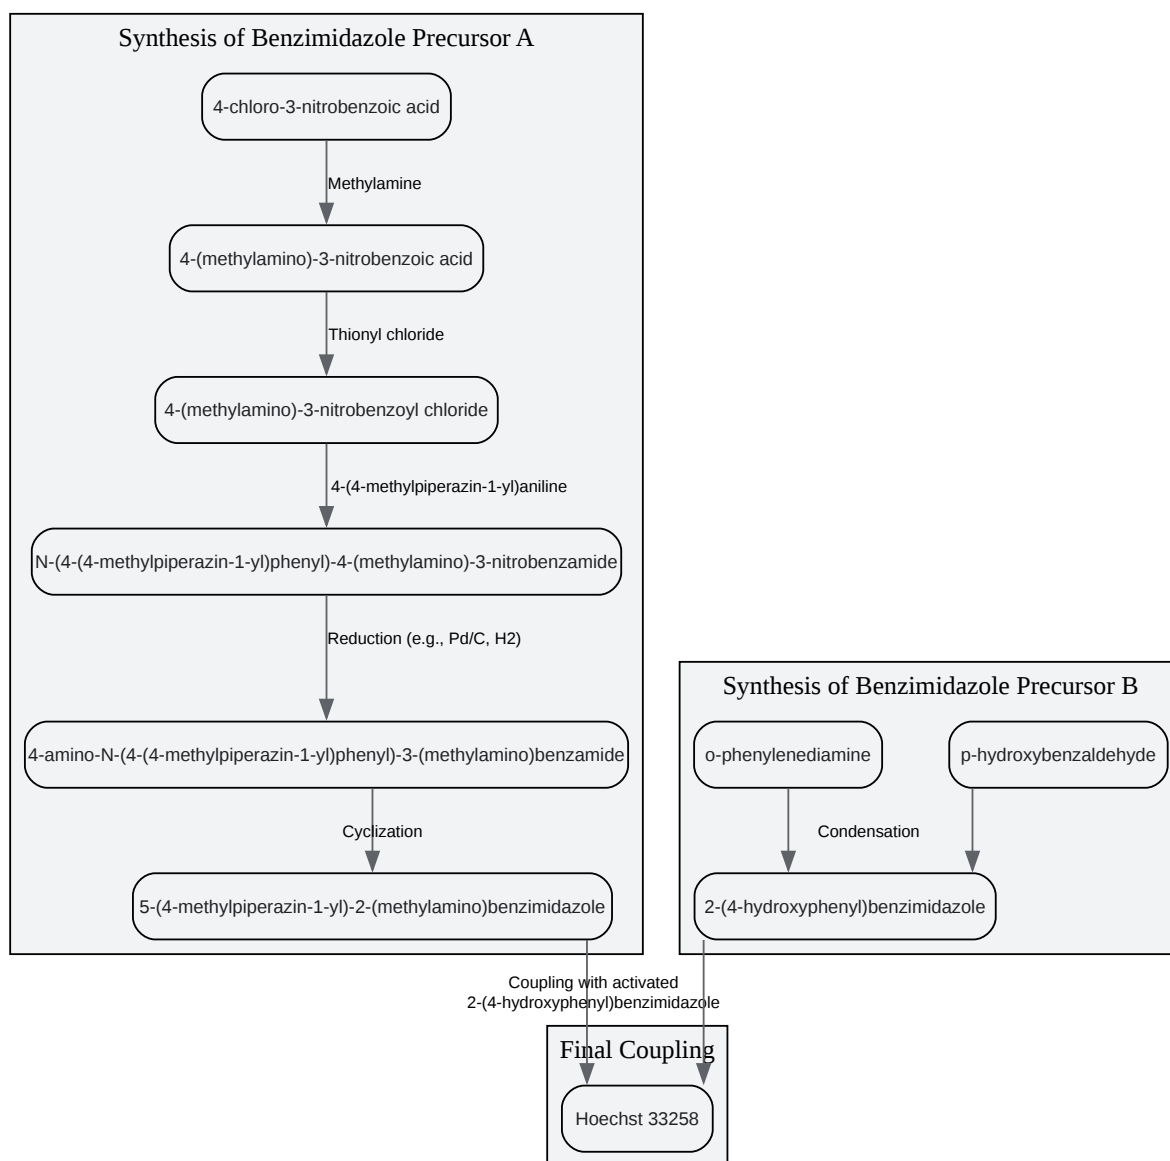 Synthesis of Benzimidazole Precursor A
4-chloro-3-nitrobenzoic acid
Methylamine
4-(methylamino)-3-nitrobenzoic acid
Thionyl chloride
4-(methylamino)-3-nitrobenzoyl chloride
4-(4-methylpiperazin-1-yl)aniline
N-(4-(4-methylpiperazin-1-yl)phenyl)-4-(methylamino)-3-nitrobenzamide
Reduction (e.g., Pd/C, H2)
4-amino-N-(4-(4-methylpiperazin-1-yl)phenyl)-3-(methylamino)benzamide
Cyclization
5-(4-methylpiperazin-1-yl)-2-(methylamino)benzimidazole
Synthesis of Benzimidazole Precursor B
o-phenylenediamine
p-hydroxybenzaldehyde
Condensation
2-(4-hydroxyphenyl)benzimidazole
Coupling with activated
2-(4-hydroxyphenyl)benzimidazole
Final Coupling
Hoechst 33258